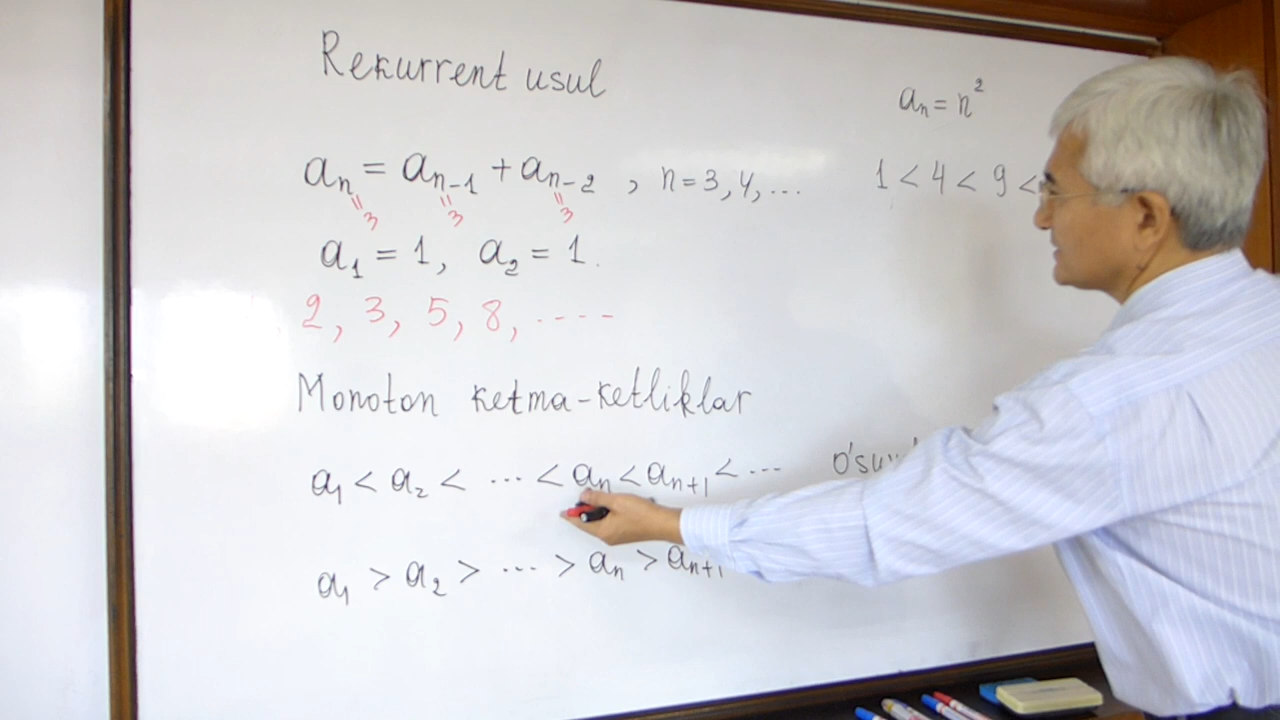 Rekurrent usul
aₙ = aₙ₋₁ + aₙ₋₂ , n = 3, 4, ...
= 3 = 3 = 3
a₁ = 1, a₂ = 1.
2, 3, 5, 8, ....
Monoton ketma-ketliklar
a₁ < a₂ < ... < aₙ < aₙ₊₁ < ...
a₁ > a₂ > ... > aₙ > aₙ₊₁
aₙ = n²
1 < 4 < 9 <